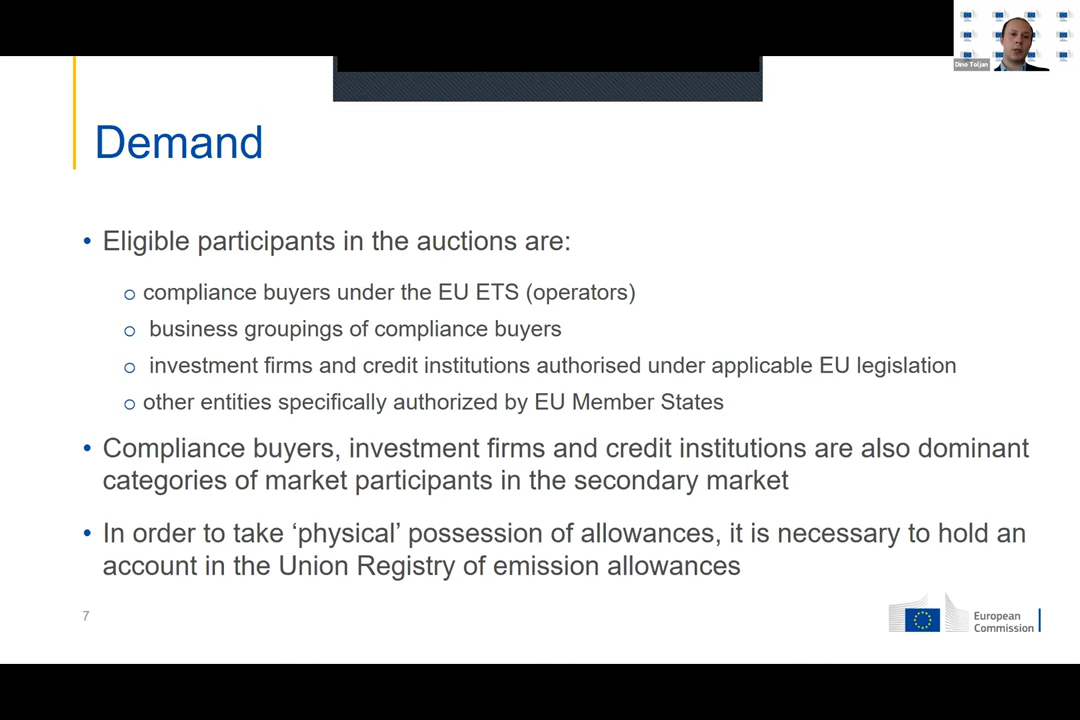 Dino Toljan
Demand
• Eligible participants in the auctions are:
o compliance buyers under the EU ETS (operators)
o business groupings of compliance buyers
o investment firms and credit institutions authorised under applicable EU legislation
o other entities specifically authorized by EU Member States
• Compliance buyers, investment firms and credit institutions are also dominant
categories of market participants in the secondary market
• In order to take ‘physical’ possession of allowances, it is necessary to hold an
account in the Union Registry of emission allowances
7
European
Commission